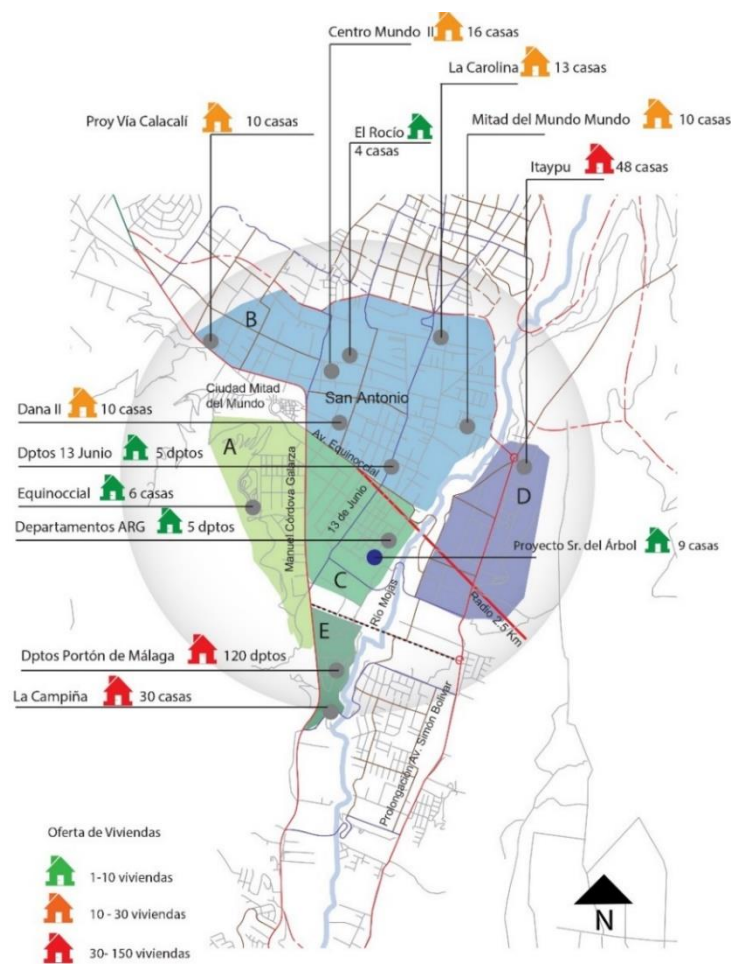 Centro Mundo II 16 casas
La Carolina 13 casas
Proy Vía Calacalí 10 casas
El Rocío
4 casas
Mitad del Mundo Mundo 10 casas
Itaypu 48 casas
B
Ciudad Mitad
del Mundo
San Antonio
Dana II 10 casas
A
Av. Equinoccial
Dptos 13 Junio 5 dptos
D
Equinoccial 6 casas
Manuel Córdova Galarza
13 de Junio
Departamentos ARG 5 dptos
Proyecto Sr. del Árbol 9 casas
C
Río Mojas
Radio 2.5 Km
E
Dptos Portón de Málaga 120 dptos
La Campiña 30 casas
Prolongación Av. Simón Bolívar
Oferta de Viviendas
1-10 viviendas
10 - 30 viviendas
30- 150 viviendas
N